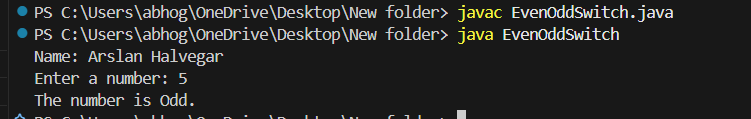 PS C:\Users\abhog\OneDrive\Desktop\New folder> javac EvenOddSwitch.java
PS C:\Users\abhog\OneDrive\Desktop\New folder> java EvenOddSwitch
Name: Arslan Halvegar
Enter a number: 5
The number is Odd.
PS C:\Users\abhog\OneDrive\Desktop\New folder>